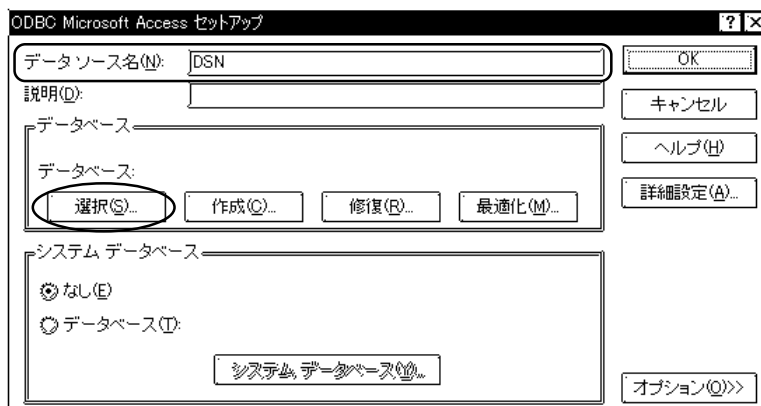 ODBC Microsoft Access セットアップ
データ ソース名(N): DSN
OK
説明(D):
キャンセル
データベース
ヘルプ(H)
データベース:
詳細設定(A)...
選択(S)... 作成(C)... 修復(R)... 最適化(M)...
システム データベース
なし(E)
データベース(T):
システム データベース(Y)...
オプション(O)>>